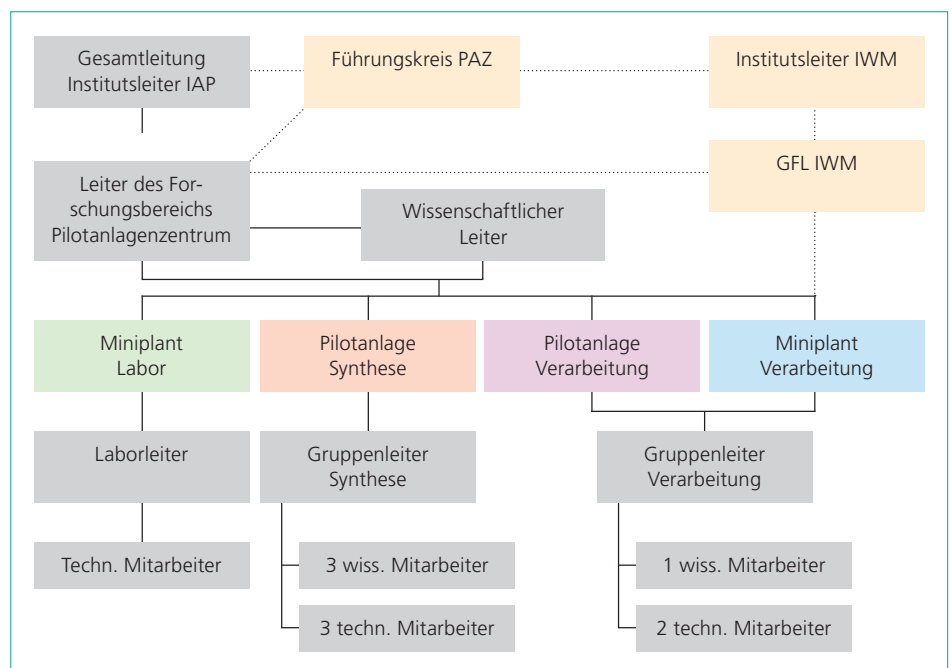 Gesamtleitung
Institutsleiter IAP
Führungskreis PAZ
Institutsleiter IWM
GFL IWM
Leiter des For-
schungsbereichs
Pilotanlagenzentrum
Wissenschaftlicher
Leiter
Miniplant
Labor
Pilotanlage
Synthese
Pilotanlage
Verarbeitung
Miniplant
Verarbeitung
Laborleiter
Gruppenleiter
Synthese
Gruppenleiter
Verarbeitung
Techn. Mitarbeiter
3 wiss. Mitarbeiter
1 wiss. Mitarbeiter
3 techn. Mitarbeiter
2 techn. Mitarbeiter